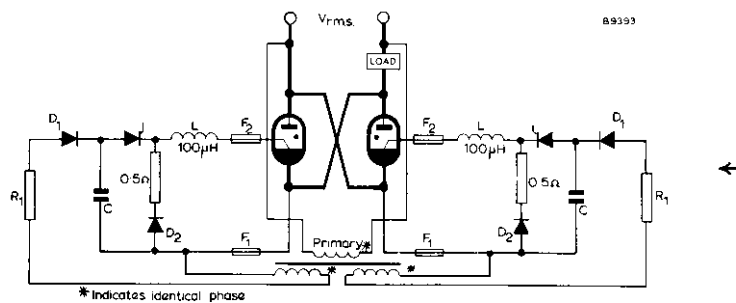 Vr.m.s.
B9393
LOAD
D1
L
100μH
F2
F2
L
100μH
D1
R1
C
0·5Ω
D2
F1
Primary*
F1
0·5Ω
D2
C
R1
*
*
*Indicates identical phase